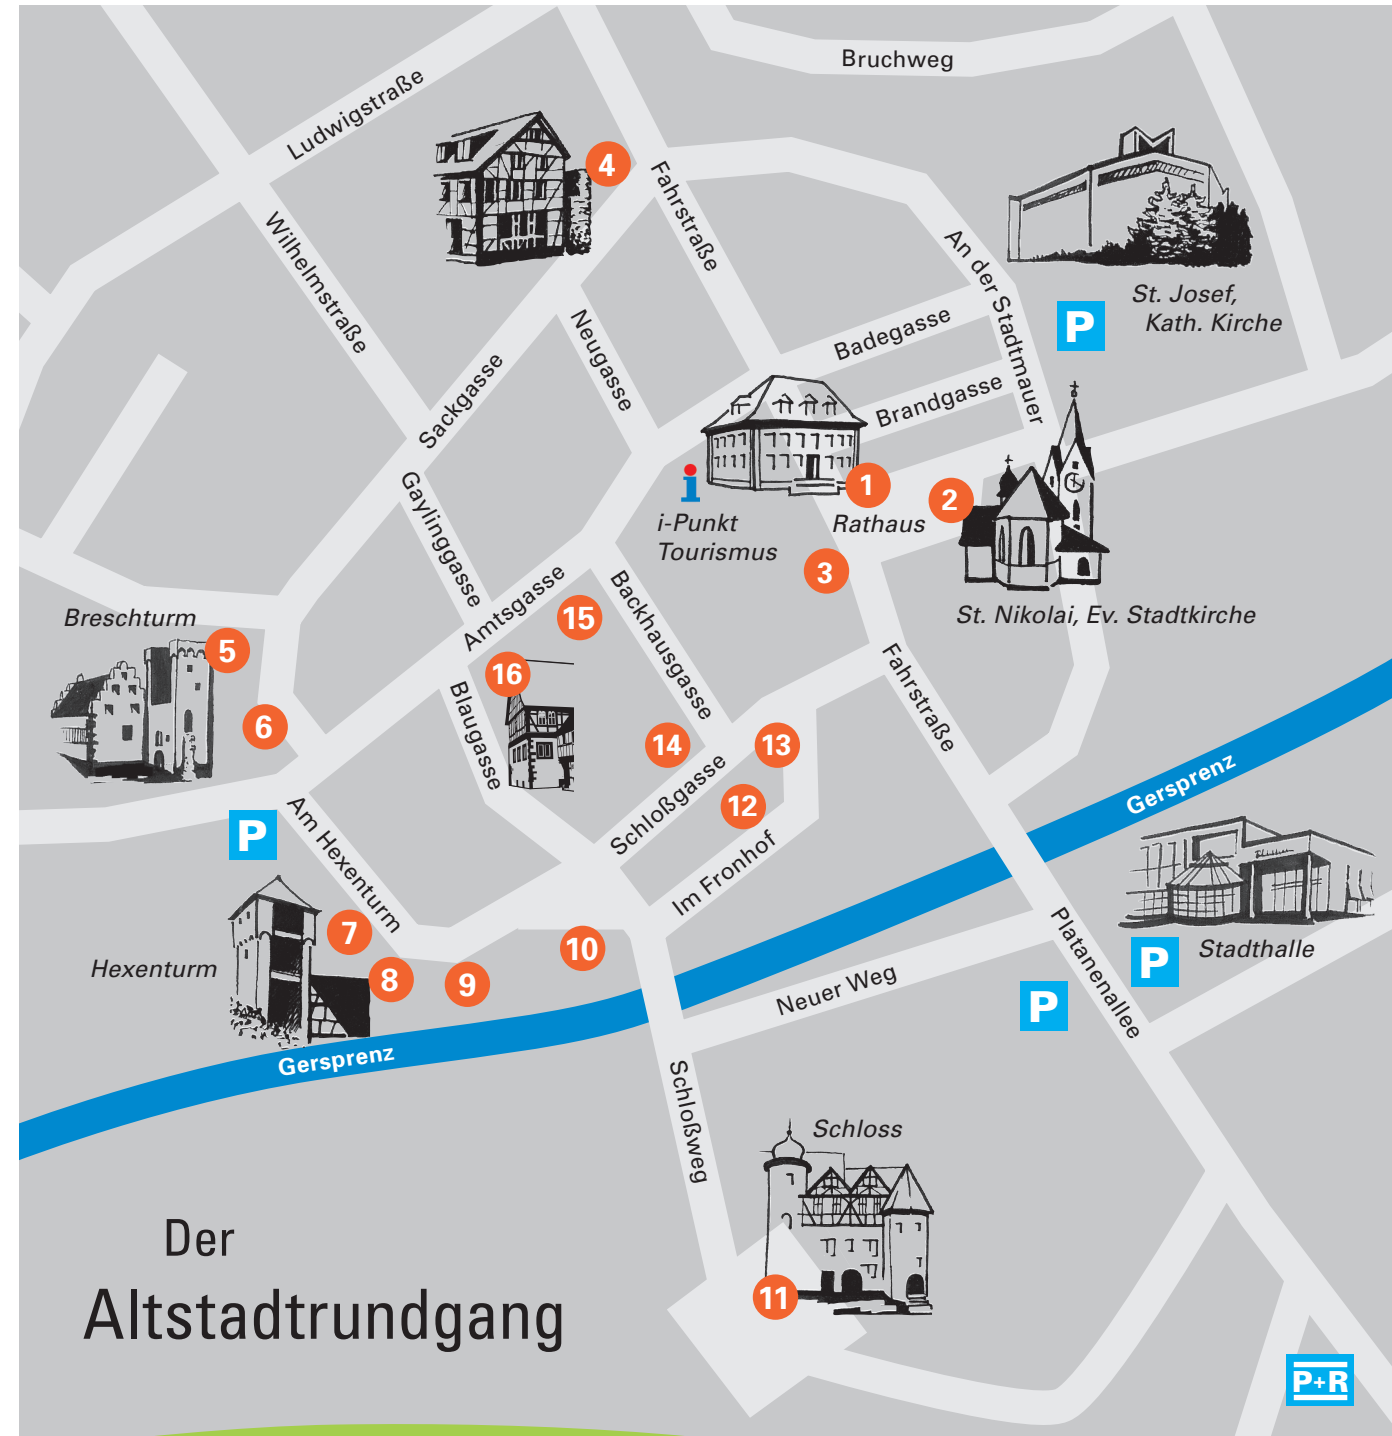 Bruchweg
Ludwigstraße
4
Fahrstraße
Wilhelmstraße
An der Stadtmauer
St. Josef,
Kath. Kirche
P
Badegasse
Neugasse
Sackgasse
Brandgasse
Gaylinggasse
1
2
i
i-Punkt
Tourismus
Rathaus
3
Amtsgasse
Backhausgasse
15
Breschturm
St. Nikolai, Ev. Stadtkirche
5
16
Fahrstraße
Blaugasse
6
14
13
Schloßgasse
12
Gersprenz
Am Hexenturm
P
Im Fronhof
7
Platanenallee
10
Hexenturm
8
9
Stadthalle
P
Neuer Weg
P
Gersprenz
Schloßweg
Schloss
Der
Altstadtrundgang
11
P+R